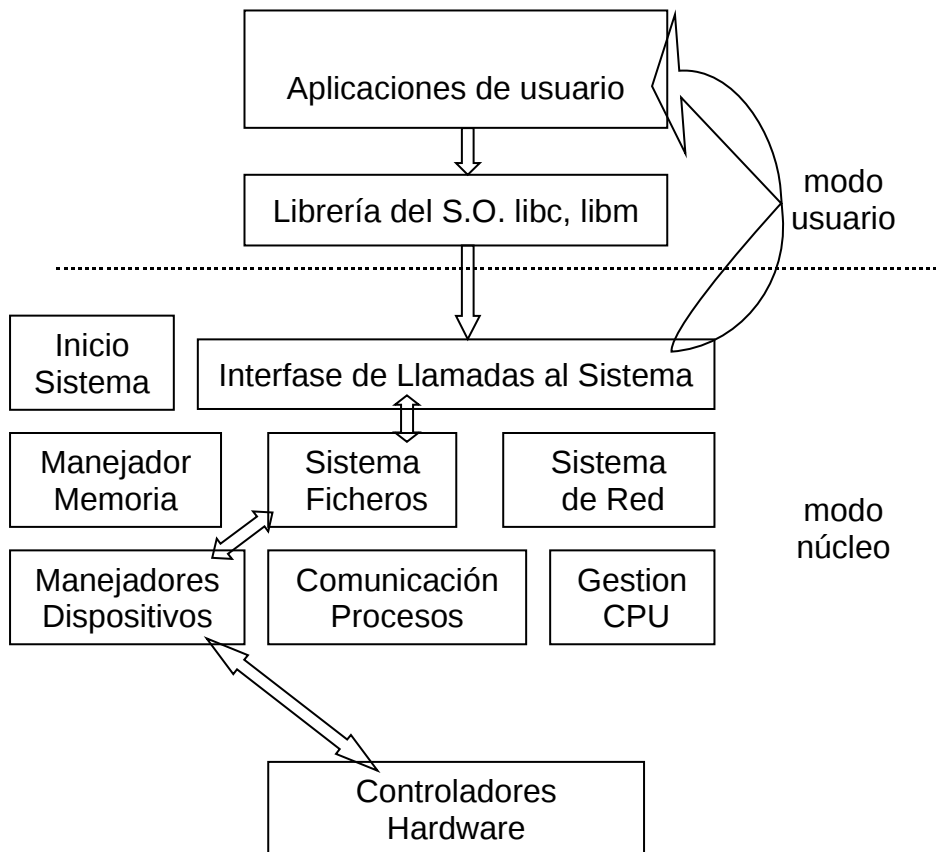 Aplicaciones de usuario
modo
usuario
Librería del S.O. libc, libm
Inicio
Sistema
Interfase de Llamadas al Sistema
Manejador
Memoria
Sistema
Ficheros
Sistema
de Red
modo
núcleo
Manejadores
Dispositivos
Comunicación
Procesos
Gestion
CPU
Controladores
Hardware